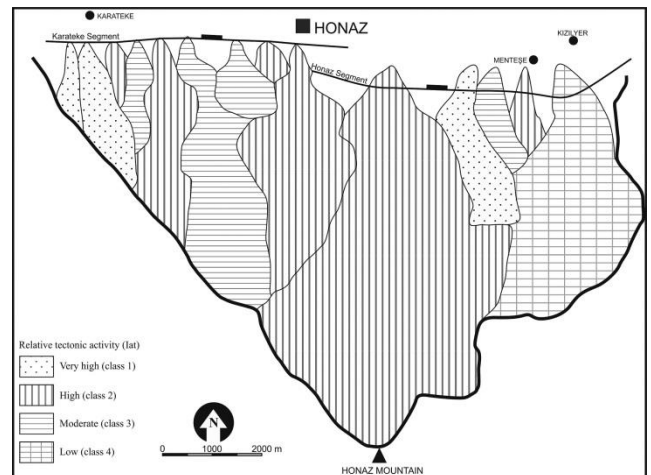 KARATEKE
HONAZ
KIZILYER
Karateke Segment
MENTEŞE
Honaz Segment
Relative tectonic activity (Iat)
Very high (class 1)
High (class 2)
Moderate (class 3)
Low (class 4)
N
0 1000 2000 m
HONAZ MOUNTAIN